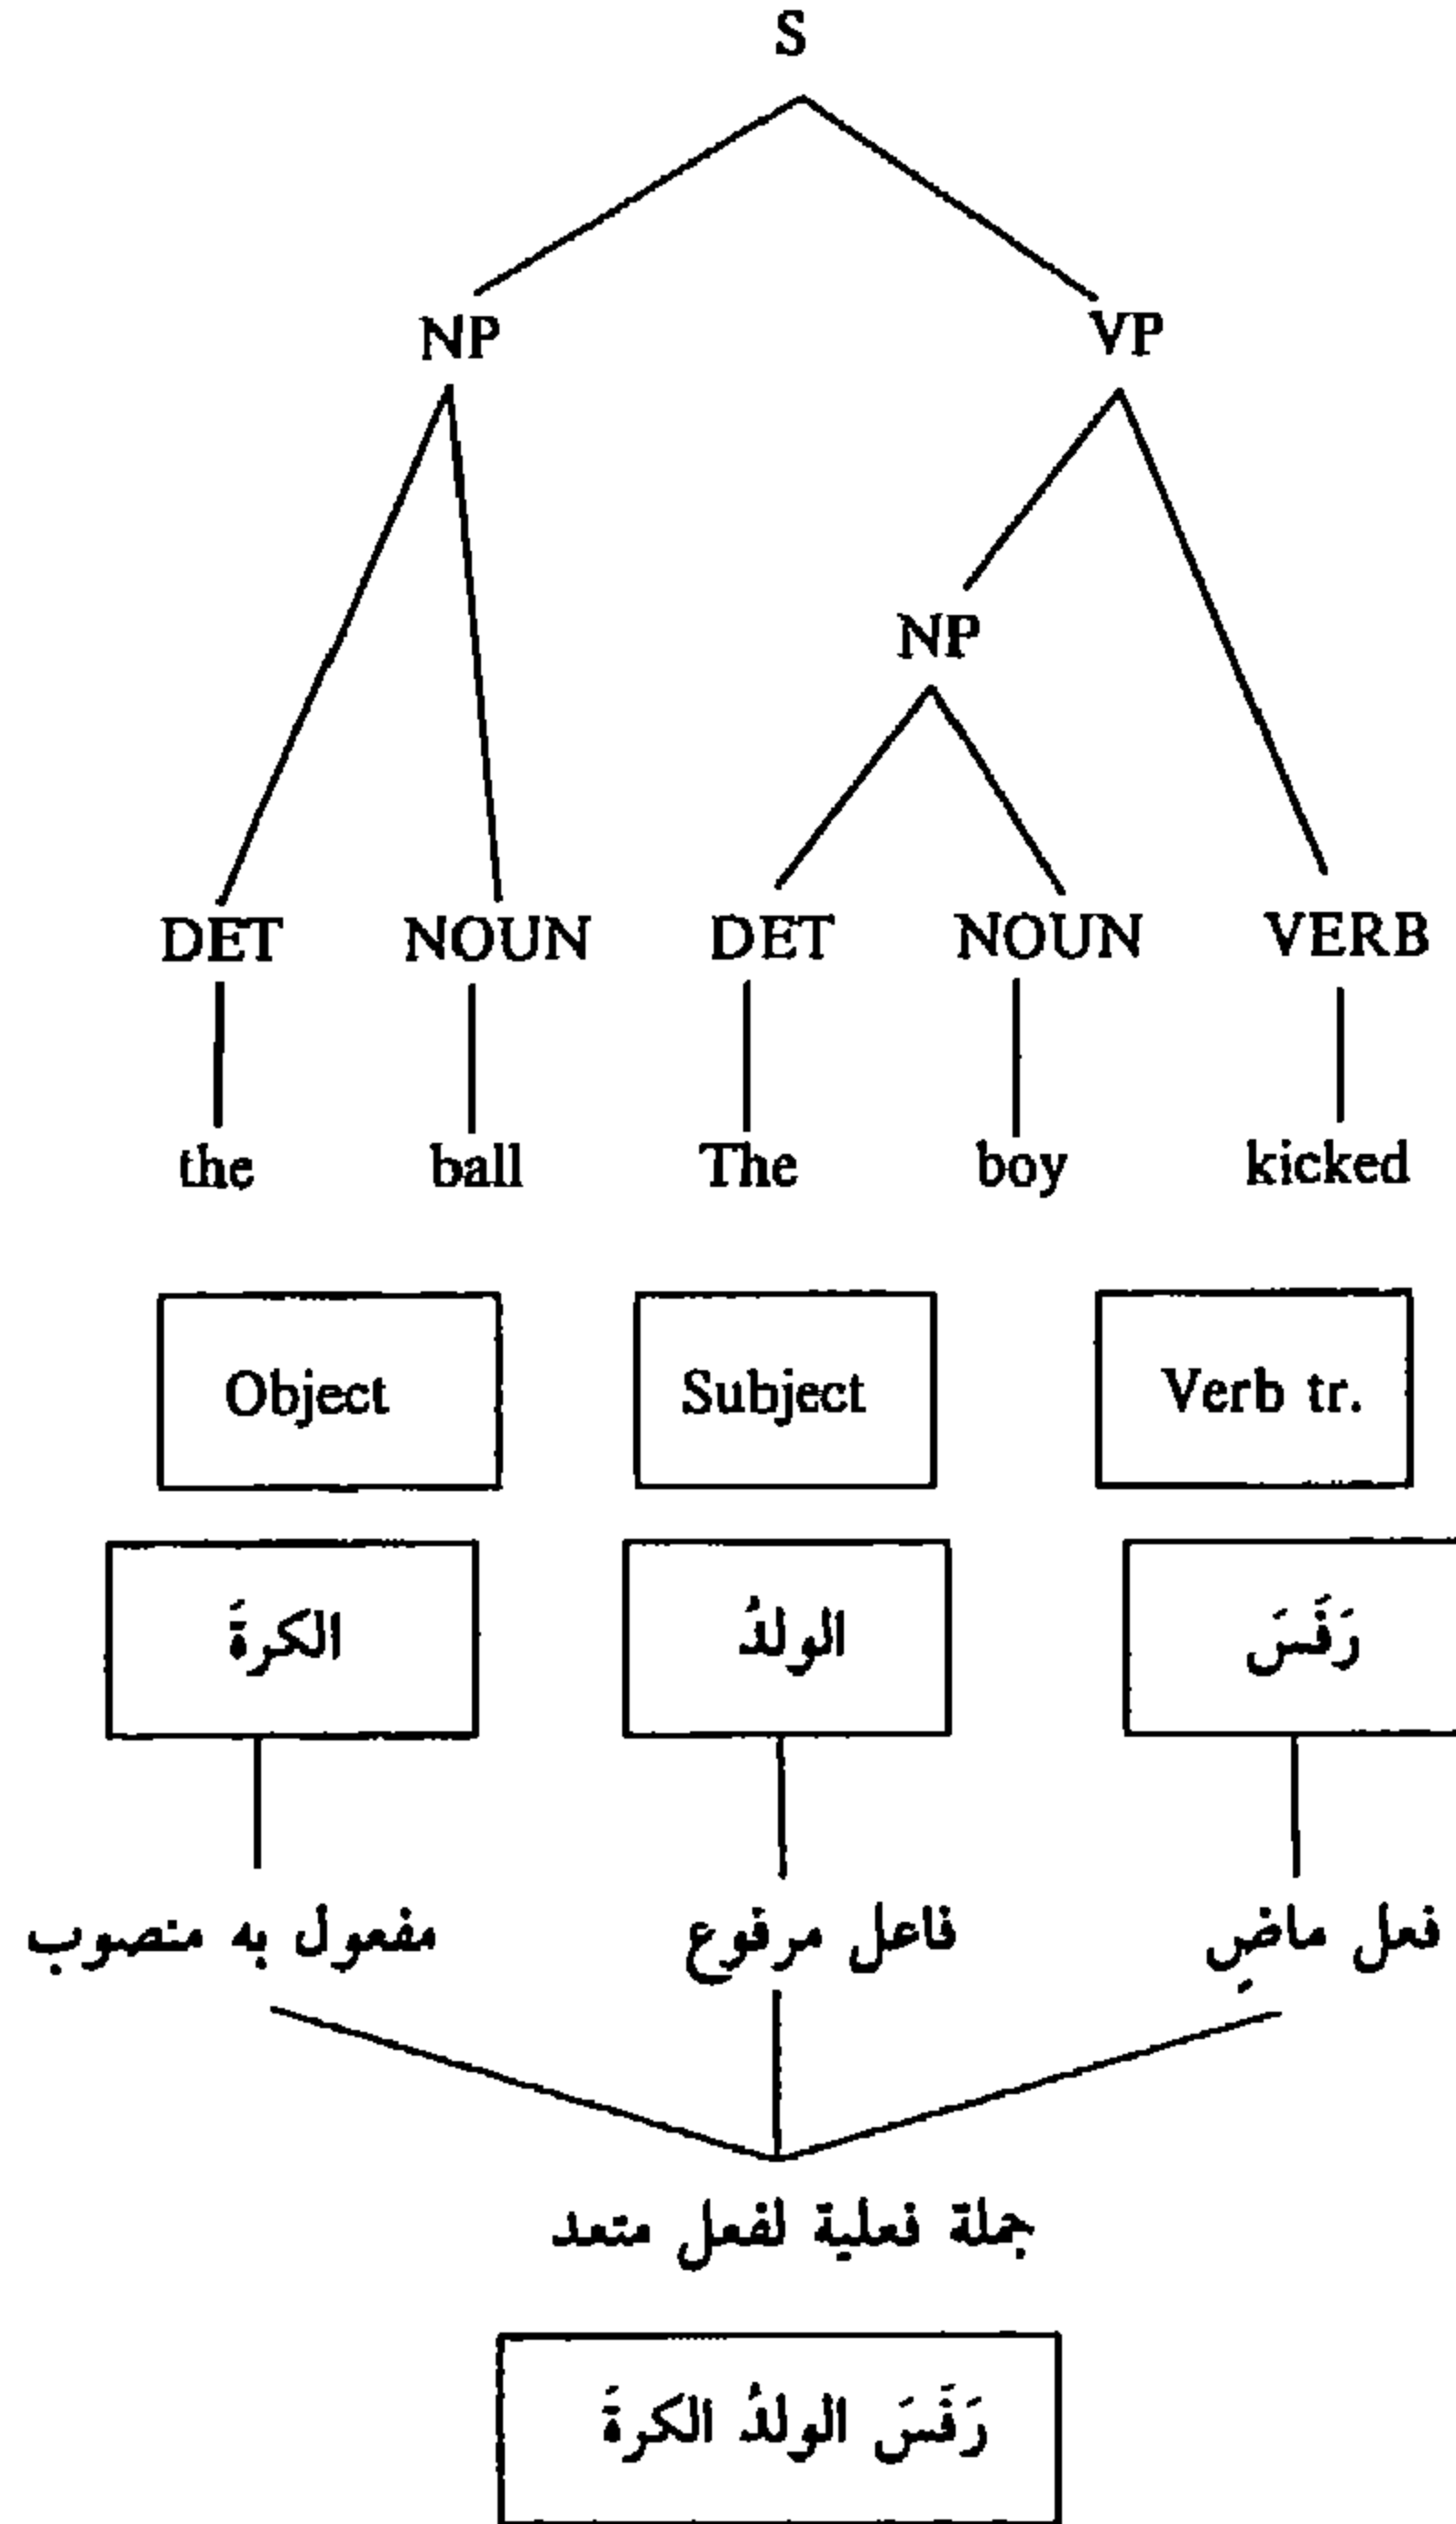 S
NP VP
NP
DET NOUN DET NOUN VERB
the ball The boy kicked
Object Subject Verb tr.
رَفَسَ الولدُ الكرةَ
فعل ماضٍ فاعل مرفوع مفعول به منصوب
جملة فعلية لفعل متعد
رَفَسَ الولدُ الكرةَ